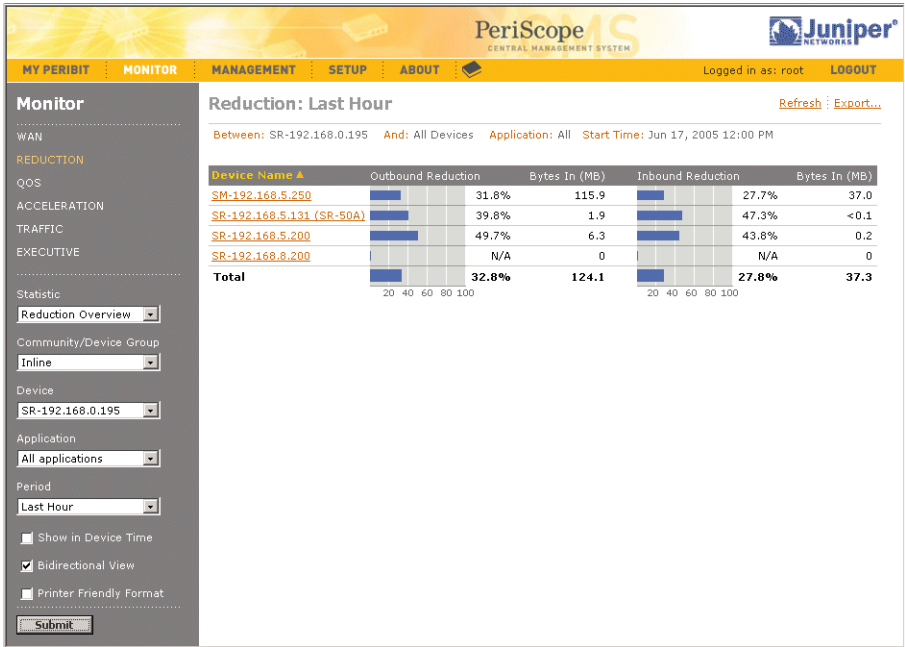 PeriScope
CENTRAL MANAGEMENT SYSTEM
SMS
Juniper®
NETWORKS
MY PERIBIT MONITOR MANAGEMENT SETUP ABOUT Logged in as: root LOGOUT
Monitor
WAN
REDUCTION
QOS
ACCELERATION
TRAFFIC
EXECUTIVE
Statistic
Reduction Overview
Community/Device Group
Inline
Device
SR-192.168.0.195
Application
All applications
Period
Last Hour
Show in Device Time
Bidirectional View
Printer Friendly Format
Submit
Reduction: Last Hour Refresh Export...
Between: SR-192.168.0.195 And: All Devices Application: All Start Time: Jun 17, 2005 12:00 PM
Device Name Outbound Reduction Bytes In (MB) Inbound Reduction Bytes In (MB)
SM-192.168.5.250 31.8% 115.9 27.7% 37.0
SR-192.168.5.131 (SR-50A) 39.8% 1.9 47.3% <0.1
SR-192.168.5.200 49.7% 6.3 43.8% 0.2
SR-192.168.8.200 N/A 0 N/A 0
Total 32.8% 124.1 27.8% 37.3
20 40 60 80 100 20 40 60 80 100